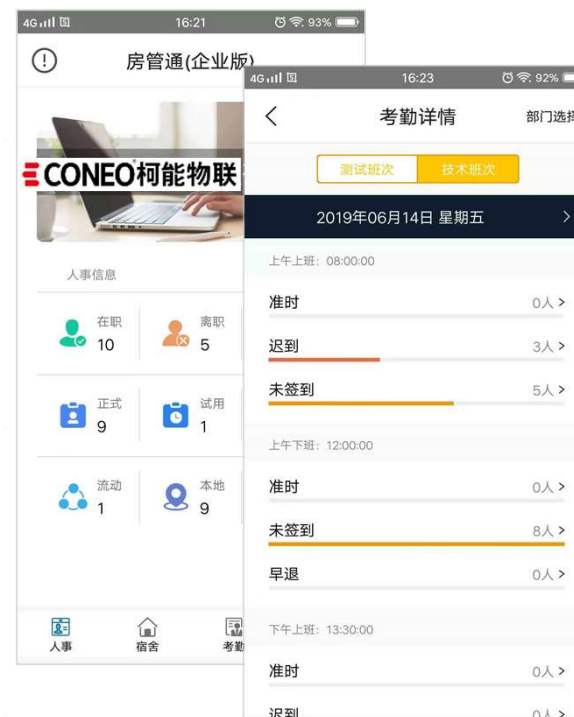 4G 16:21 93%
房管通(企业版)
CONEO柯能物联
人事信息
在职
10
离职
5
正式
9
试用
1
流动
1
本地
9
人事
宿舍
考勤
4G 16:23 92%
考勤详情
部门选择
测试班次
技术班次
2019年06月14日 星期五
上午上班：08:00:00
准时 0人
迟到 3人
未签到 5人
上午下班：12:00:00
准时 0人
未签到 8人
早退 0人
下午上班：13:30:00
准时 0人
迟到 0人